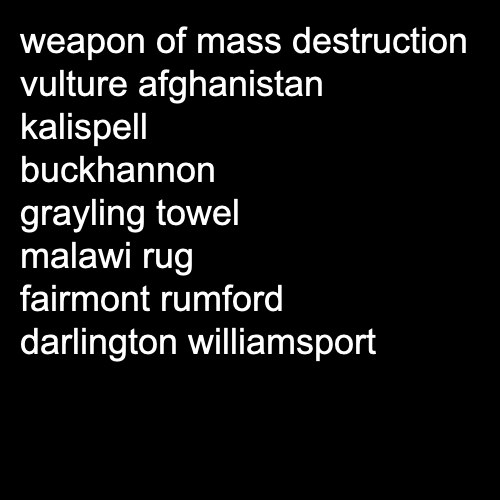 weapon of mass destruction
vulture afghanistan
kalispell
buckhannon
grayling towel
malawi rug
fairmont rumford
darlington williamsport